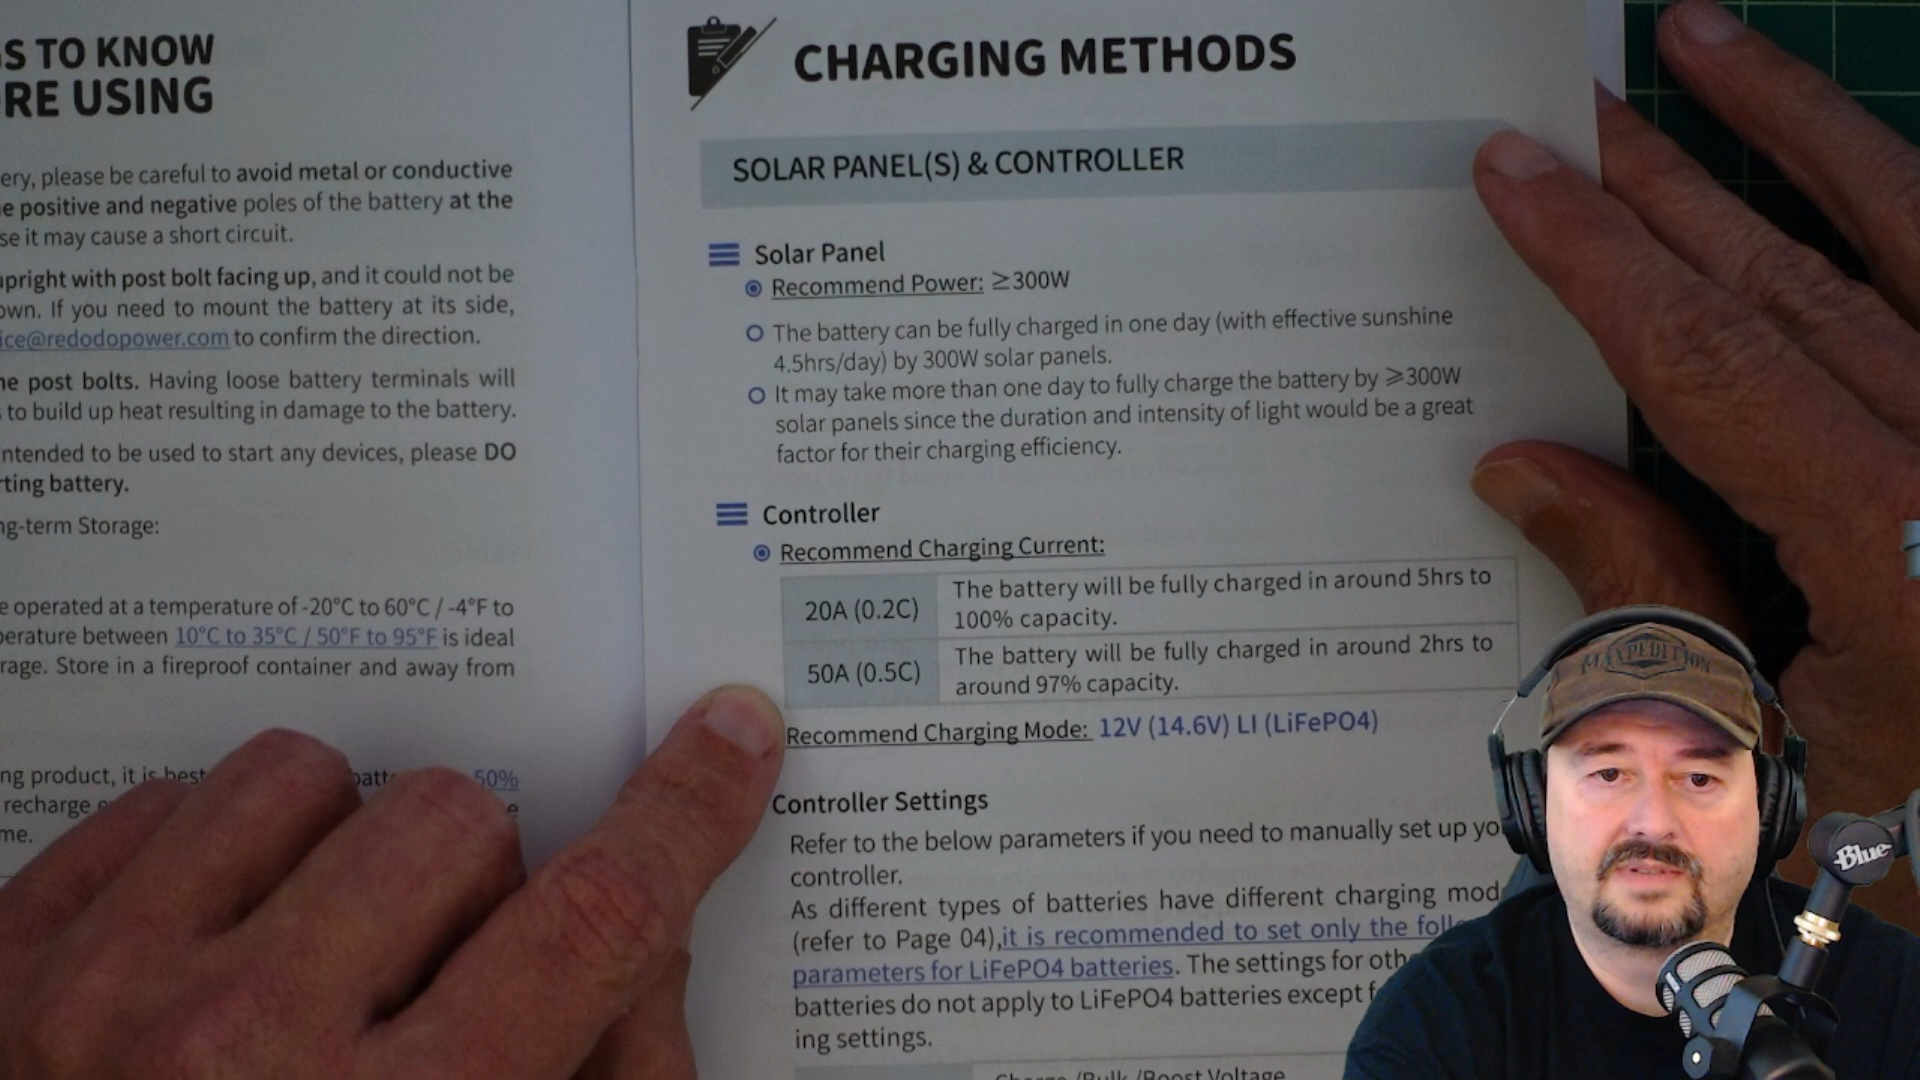 GS TO KNOW
RE USING
ery, please be careful to avoid metal or conductive
e positive and negative poles of the battery at the
se it may cause a short circuit.
upright with post bolt facing up, and it could not be
own. If you need to mount the battery at its side,
ice@redodopower.com to confirm the direction.
he post bolts. Having loose battery terminals will
s to build up heat resulting in damage to the battery.
intended to be used to start any devices, please DO
rting battery.
ng-term Storage:
e operated at a temperature of -20°C to 60°C / -4°F to
perature between 10°C to 35°C / 50°F to 95°F is ideal
rage. Store in a fireproof container and away from
ng product, it is best batt 50%
recharge
me.
CHARGING METHODS
SOLAR PANEL(S) & CONTROLLER
Solar Panel
Recommend Power: ≥300W
The battery can be fully charged in one day (with effective sunshine
4.5hrs/day) by 300W solar panels.
It may take more than one day to fully charge the battery by ⩾300W
solar panels since the duration and intensity of light would be a great
factor for their charging efficiency.
Controller
Recommend Charging Current:
20A (0.2C) The battery will be fully charged in around 5hrs to
100% capacity.
50A (0.5C) The battery will be fully charged in around 2hrs to
around 97% capacity.
Recommend Charging Mode: 12V (14.6V) LI (LiFePO4)
Controller Settings
Refer to the below parameters if you need to manually set up yo
controller.
As different types of batteries have different charging mod
(refer to Page 04),it is recommended to set only the foll
parameters for LiFePO4 batteries. The settings for oth
batteries do not apply to LiFePO4 batteries except f
ing settings.
Charge /Bulk /Boost Voltage
MAXPEDITION
Blue